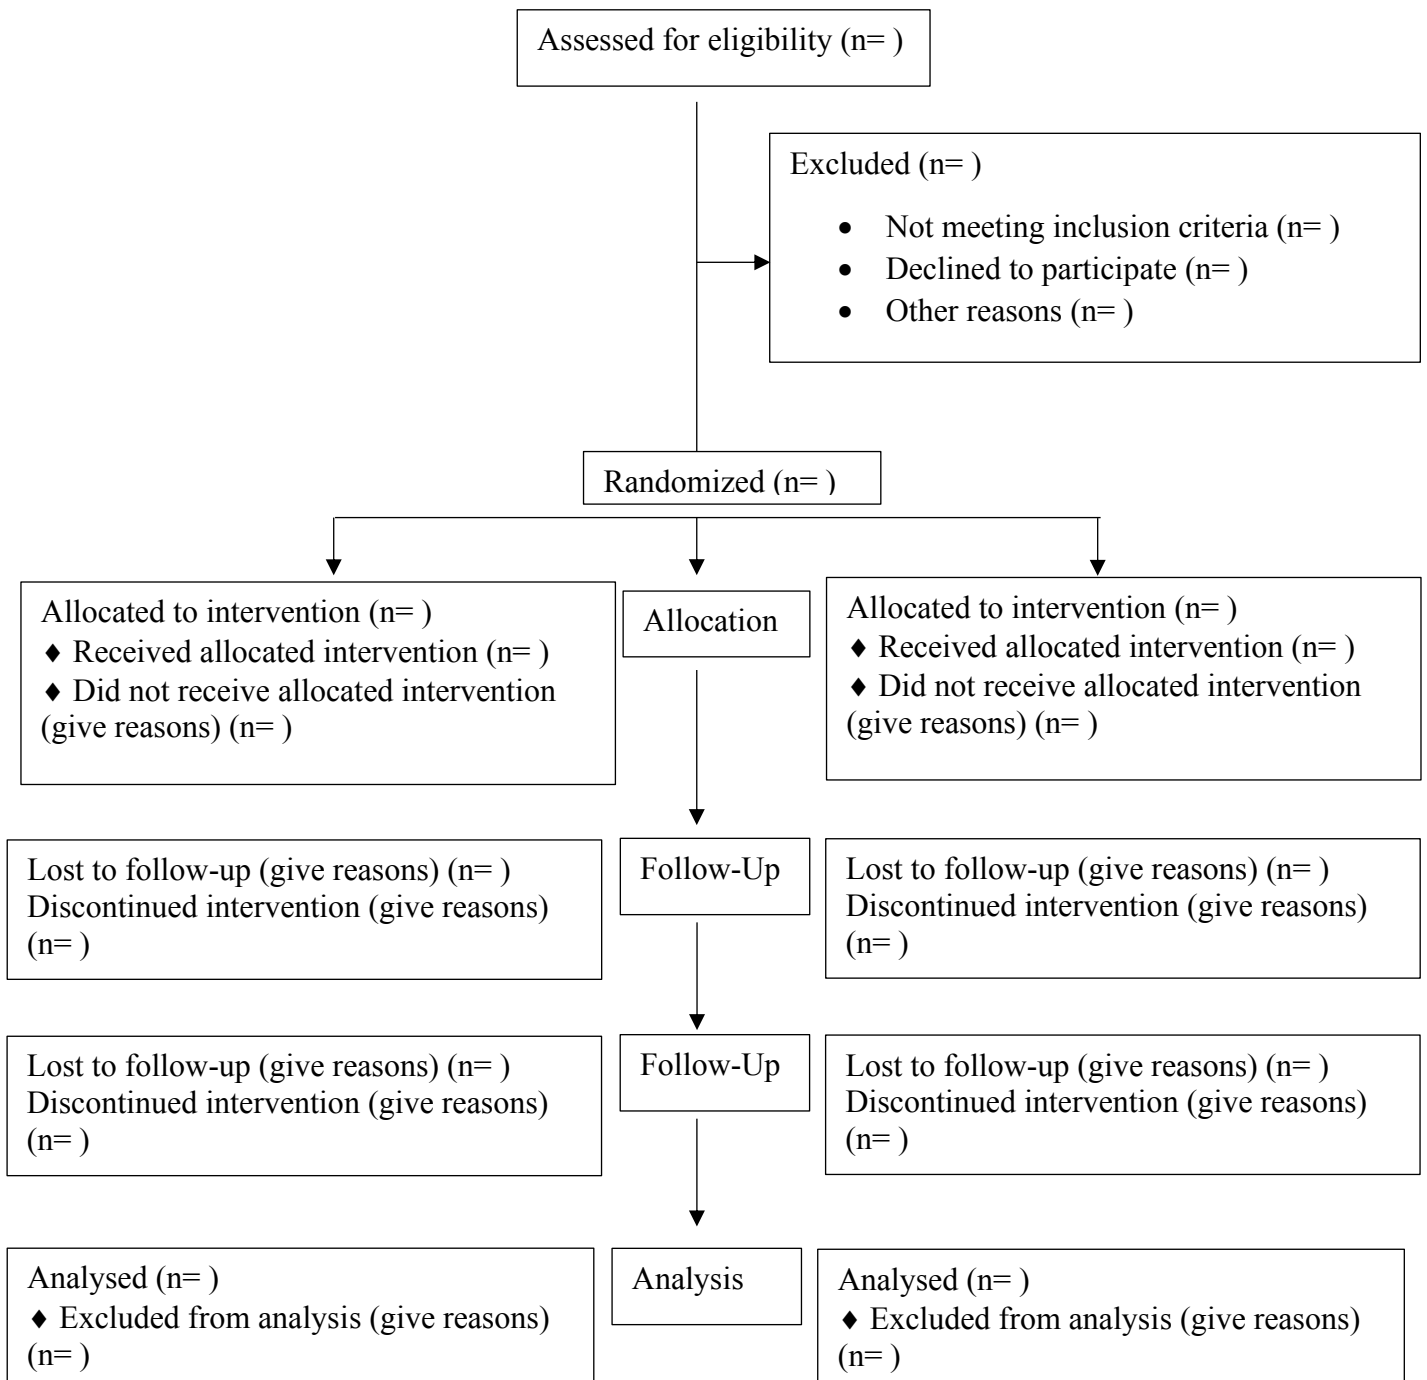 Assessed for eligibility (n= )
Excluded (n= )
• Not meeting inclusion criteria (n= )
• Declined to participate (n= )
• Other reasons (n= )
Randomized (n= )
Allocated to intervention (n= )
♦ Received allocated intervention (n= )
♦ Did not receive allocated intervention
(give reasons) (n= )
Allocation
Allocated to intervention (n= )
♦ Received allocated intervention (n= )
♦ Did not receive allocated intervention
(give reasons) (n= )
Lost to follow-up (give reasons) (n= )
Discontinued intervention (give reasons)
(n= )
Follow-Up
Lost to follow-up (give reasons) (n= )
Discontinued intervention (give reasons)
(n= )
Lost to follow-up (give reasons) (n= )
Discontinued intervention (give reasons)
(n= )
Follow-Up
Lost to follow-up (give reasons) (n= )
Discontinued intervention (give reasons)
(n= )
Analysed (n= )
♦ Excluded from analysis (give reasons)
(n= )
Analysis
Analysed (n= )
♦ Excluded from analysis (give reasons)
(n= )